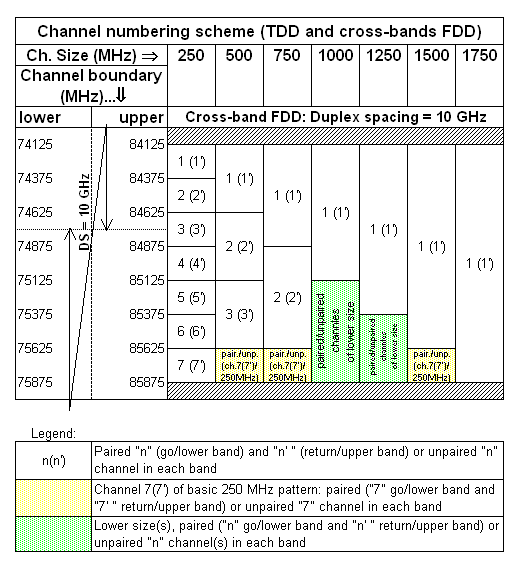 Channel numbering scheme (TDD and cross-bands FDD)
Ch. Size (MHz) ⇒ 250 500 750 1000 1250 1500 1750
Channel boundary
(MHz)...⇓
lower upper Cross-band FDD: Duplex spacing = 10 GHz
74125 84125
74375 84375
74625 84625
74875 84875
75125 85125
75375 85375
75625 85625
75875 85875
DS = 10 GHz
1 (1')
2 (2')
3 (3')
4 (4')
5 (5')
6 (6')
7 (7')
1 (1')
2 (2')
3 (3')
pair./unp.
(ch.7(7')/
250MHz)
1 (1')
2 (2')
pair./unp.
(ch.7(7')/
250MHz)
1 (1')
paired/unpaired
channles
of lower size
1 (1')
paired/unpaired
channles
of lower size
1 (1')
pair./unp.
(ch.7(7')/
250MHz)
1 (1')
Legend:
n(n') Paired "n" (go/lower band) and "n' " (return/upper band) or unpaired "n"
channel in each band
Channel 7(7') of basic 250 MHz pattern: paired ("7" go/lower band and
"7' " return/upper band) or unpaired "7" channel in each band
Lower size(s), paired ("n" go/lower band and "n' " return/upper band) or
unpaired "n" channel(s) in each band